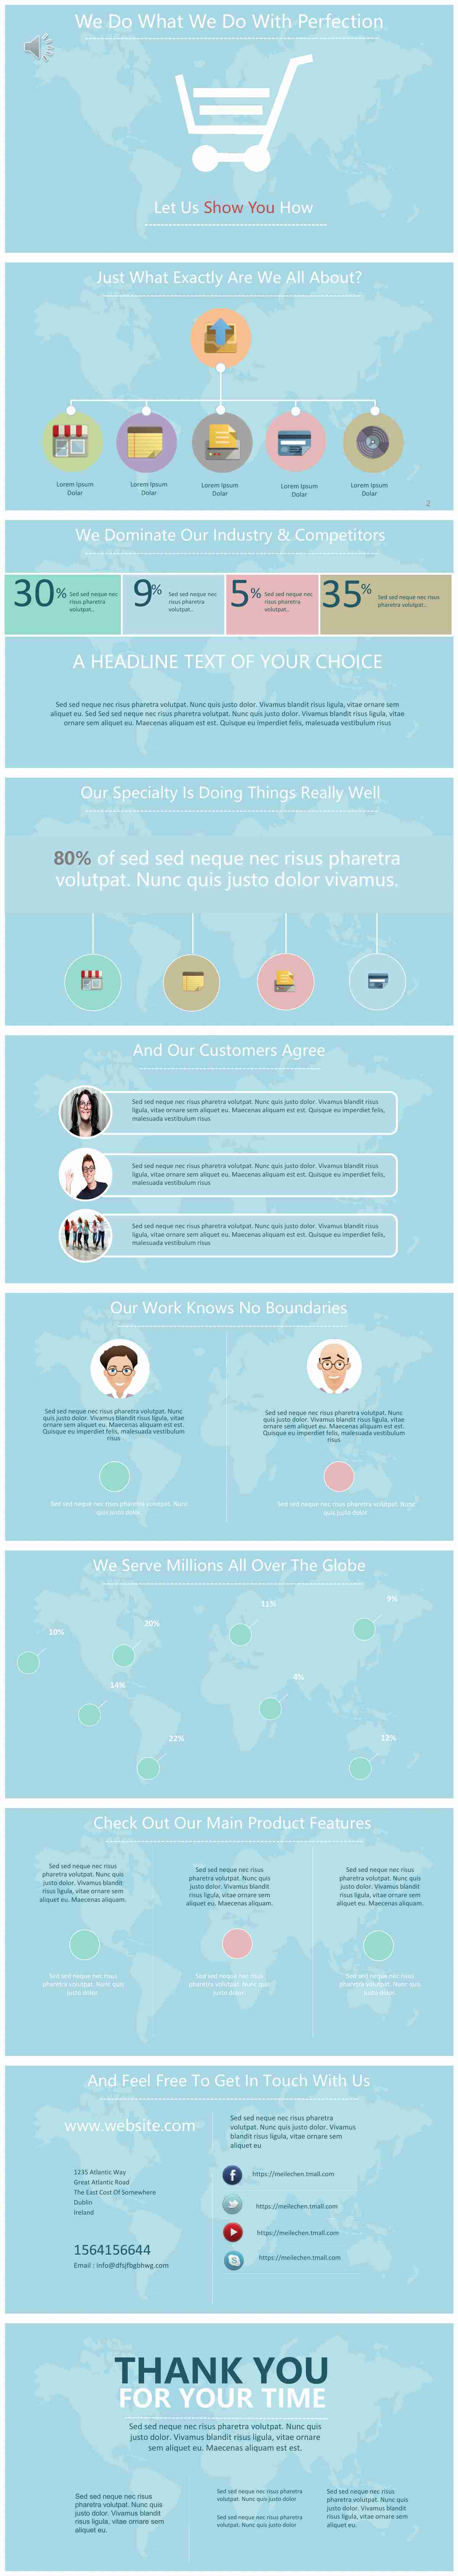 We Do What We Do With Perfection
Let Us Show You How
Just What Exactly Are We All About?
Lorem Ipsum
Dolar
Lorem Ipsum
Dolar
Lorem Ipsum
Dolar
Lorem Ipsum
Dolar
Lorem Ipsum
Dolar
2
We Dominate Our Industry & Competitors
30%
Sed sed neque nec
risus pharetra
volutpat..
9%
Sed sed neque nec
risus pharetra
volutpat..
5%
Sed sed neque nec
risus pharetra
volutpat..
35%
Sed sed neque nec risus
pharetra volutpat..
A HEADLINE TEXT OF YOUR CHOICE
Sed sed neque nec risus pharetra volutpat. Nunc quis justo dolor. Vivamus blandit risus ligula, vitae ornare sem
aliquet eu. Sed Sed sed neque nec risus pharetra volutpat. Nunc quis justo dolor. Vivamus blandit risus ligula, vitae
ornare sem aliquet eu. Maecenas aliquam est est. Quisque eu imperdiet felis, malesuada vestibulum risus
Our Specialty Is Doing Things Really Well
80% of sed sed neque nec risus pharetra
volutpat. Nunc quis justo dolor vivamus.
And Our Customers Agree
Sed sed neque nec risus pharetra volutpat. Nunc quis justo dolor. Vivamus blandit risus
ligula, vitae ornare sem aliquet eu. Maecenas aliquam est est. Quisque eu imperdiet felis,
malesuada vestibulum risus
Sed sed neque nec risus pharetra volutpat. Nunc quis justo dolor. Vivamus blandit risus
ligula, vitae ornare sem aliquet eu. Maecenas aliquam est est. Quisque eu imperdiet felis,
malesuada vestibulum risus
Sed sed neque nec risus pharetra volutpat. Nunc quis justo dolor. Vivamus blandit risus
ligula, vitae ornare sem aliquet eu. Maecenas aliquam est est. Quisque eu imperdiet felis,
malesuada vestibulum risus
Our Work Knows No Boundaries
Sed sed neque nec risus pharetra volutpat. Nunc
quis justo dolor. Vivamus blandit risus ligula, vitae
ornare sem aliquet eu. Maecenas aliquam est est.
Quisque eu imperdiet felis, malesuada vestibulum
risus
Sed sed neque nec risus pharetra volutpat. Nunc
quis justo dolor.
Sed sed neque nec risus pharetra volutpat. Nunc
quis justo dolor. Vivamus blandit risus ligula, vitae
ornare sem aliquet eu. Maecenas aliquam est est.
Quisque eu imperdiet felis, malesuada vestibulum
risus
Sed sed neque nec risus pharetra volutpat. Nunc
quis justo dolor.
We Serve Millions All Over The Globe
9%
11%
20%
10%
4%
14%
22%
12%
Check Out Our Main Product Features
Sed sed neque nec risus
pharetra volutpat. Nunc quis
justo dolor. Vivamus blandit
risus ligula, vitae ornare sem
aliquet eu. Maecenas aliquam.
Sed sed neque nec risus
pharetra volutpat. Nunc quis
justo dolor.
Sed sed neque nec risus
pharetra volutpat. Nunc quis
justo dolor. Vivamus blandit
risus ligula, vitae ornare sem
aliquet eu. Maecenas aliquam.
Sed sed neque nec risus
pharetra volutpat. Nunc quis
justo dolor.
Sed sed neque nec risus
pharetra volutpat. Nunc quis
justo dolor. Vivamus blandit
risus ligula, vitae ornare sem
aliquet eu. Maecenas aliquam.
Sed sed neque nec risus
pharetra volutpat. Nunc quis
justo dolor.
And Feel Free To Get In Touch With Us
www.website.com
1235 Atlantic Way
Great Atlantic Road
The East Cost Of Somewhere
Dublin
Ireland
1564156644
Email : info@dfsjfbgbhwg.com
Sed sed neque nec risus pharetra
volutpat. Nunc quis justo dolor. Vivamus
blandit risus ligula, vitae ornare sem
aliquet eu
https://meilechen.tmall.com
https://meilechen.tmall.com
https://meilechen.tmall.com
https://meilechen.tmall.com
THANK YOU
FOR YOUR TIME
Sed sed neque nec risus pharetra volutpat. Nunc quis
justo dolor. Vivamus blandit risus ligula, vitae ornare
sem aliquet eu. Maecenas aliquam est est.
Sed sed neque nec risus
pharetra volutpat. Nunc quis
justo dolor. Vivamus blandit
risus ligula, vitae ornare sem
aliquet eu.
Sed sed neque nec risus pharetra
volutpat. Nunc quis justo dolor
Sed sed neque nec risus pharetra
volutpat. Nunc quis justo dolor
Sed sed neque nec risus
pharetra volutpat. Nunc quis
justo dolor. Vivamus blandit
risus ligula, vitae ornare sem
aliquet eu.